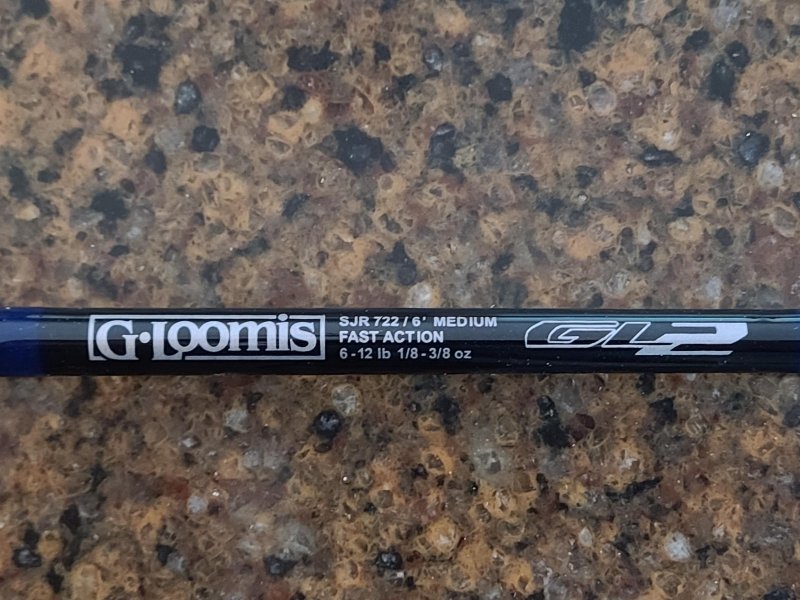 G·Loomis
SJR 722 / 6' MEDIUM
FAST ACTION
6 - 12 lb 1/8 - 3/8 oz
GL2